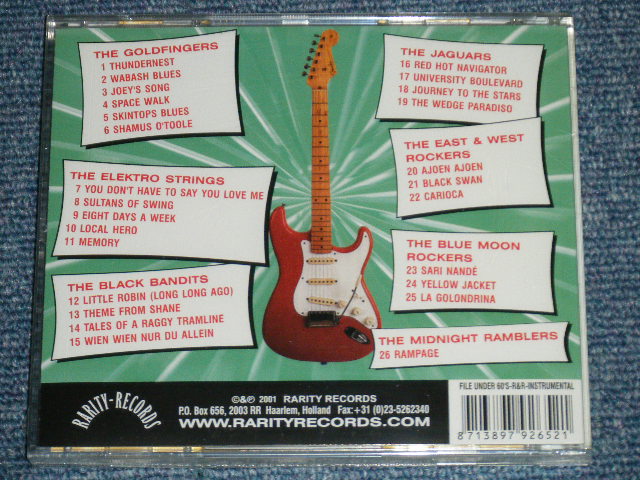 THE GOLDFINGERS
1 THUNDERNEST
2 WABASH BLUES
3 JOEY'S SONG
4 SPACE WALK
5 SKINTOPS BLUES
6 SHAMUS O'TOOLE
THE ELEKTRO STRINGS
7 YOU DON'T HAVE TO SAY YOU LOVE ME
8 SULTANS OF SWING
9 EIGHT DAYS A WEEK
10 LOCAL HERO
11 MEMORY
THE BLACK BANDITS
12 LITTLE ROBIN (LONG LONG AGO)
13 THEME FROM SHANE
14 TALES OF A RAGGY TRAMLINE
15 WIEN WIEN NUR DU ALLEIN
THE JAGUARS
16 RED HOT NAVIGATOR
17 UNIVERSITY BOULEVARD
18 JOURNEY TO THE STARS
19 THE WEDGE PARADISO
THE EAST & WEST
ROCKERS
20 AJOEN AJOEN
21 BLACK SWAN
22 CARIOCA
THE BLUE MOON
ROCKERS
23 SARI NANDÉ
24 YELLOW JACKET
25 LA GOLONDRINA
THE MIDNIGHT RAMBLERS
26 RAMPAGE
RARITY-RECORDS
©&℗ 2001 RARITY RECORDS
P.O. Box 656, 2003 RR Haarlem, Holland Fax:+31 (0)23-5262340
WWW.RARITYRECORDS.COM
FILE UNDER 60'S-R&R-INSTRUMENTAL
8 713897 926521